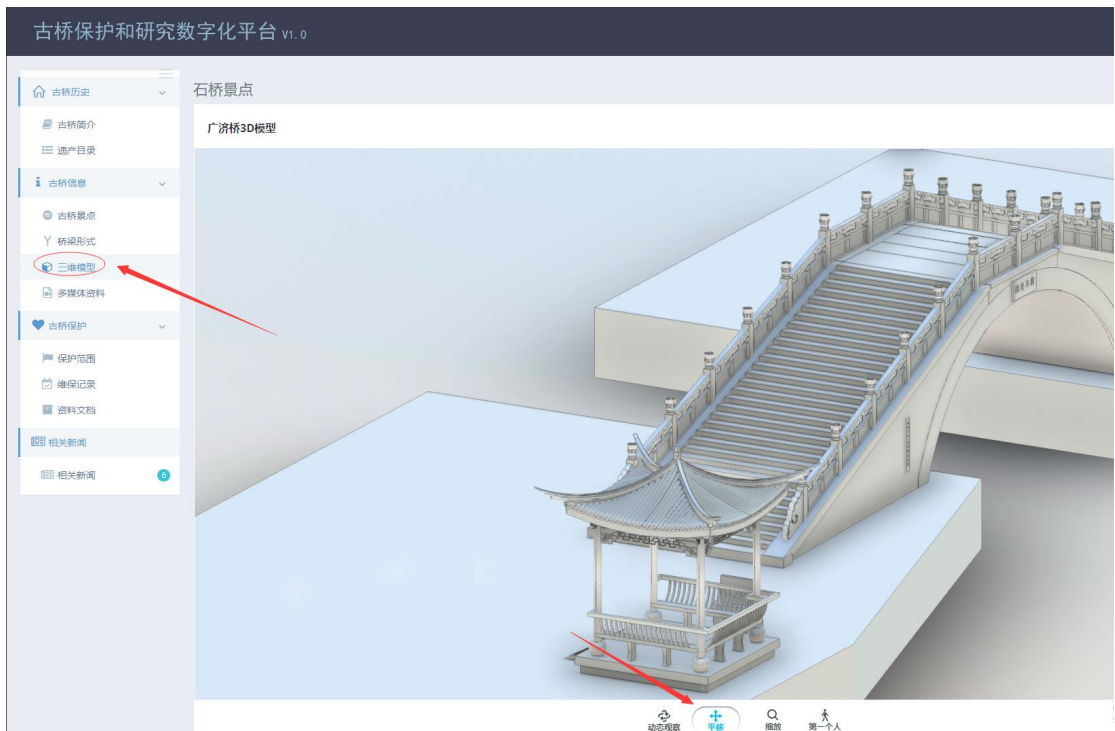 古桥保护和研究数字化平台 V1.0
古桥历史
古桥简介
遗产目录
古桥信息
古桥景点
桥梁形式
三维模型
多媒体资料
古桥保护
保护范围
维保记录
资料文档
相关新闻
相关新闻 6
石桥景点
广济桥3D模型
动态观察
平移
缩放
第一个人